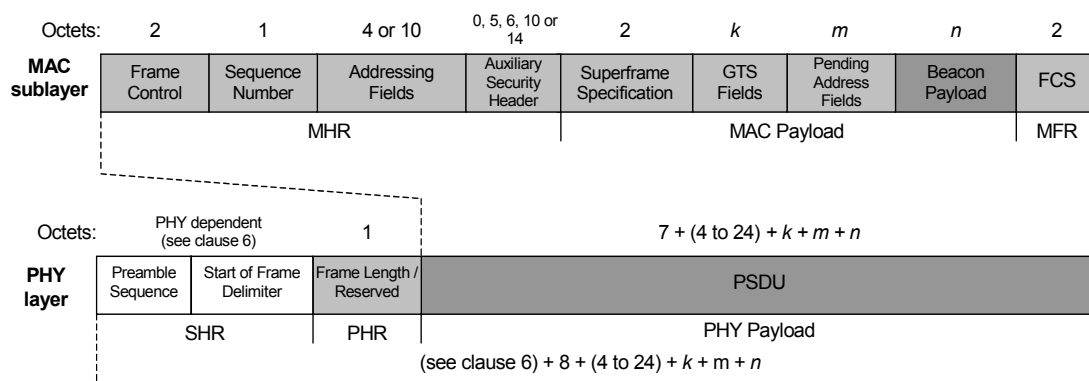 Octets: 2 1 4 or 10 0, 5, 6, 10 or 14 2 k m n 2
MAC sublayer
Frame Control
Sequence Number
Addressing Fields
Auxiliary Security Header
Superframe Specification
GTS Fields
Pending Address Fields
Beacon Payload
FCS
MHR MAC Payload MFR
Octets: PHY dependent (see clause 6) 1 7 + (4 to 24) + k + m + n
PHY layer
Preamble Sequence
Start of Frame Delimiter
Frame Length / Reserved
PSDU
SHR PHR PHY Payload
(see clause 6) + 8 + (4 to 24) + k + m + n